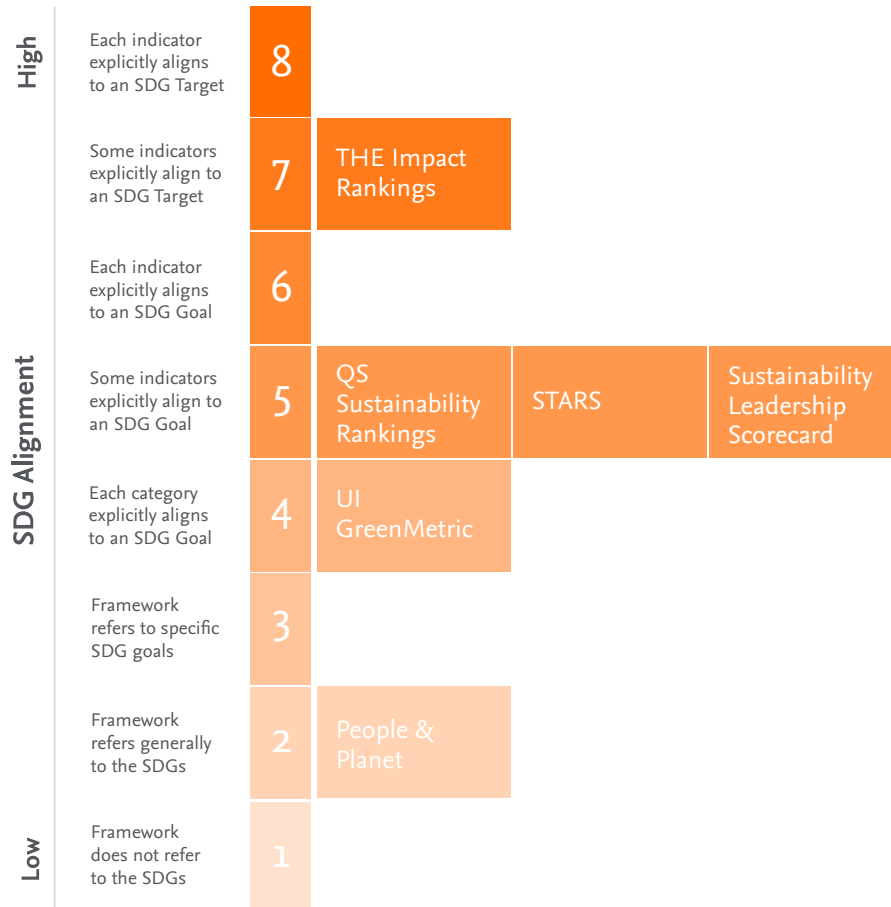 High
Each indicator
explicitly aligns
to an SDG Target
8
Some indicators
explicitly align to
an SDG Target
7
THE Impact
Rankings
Each indicator
explicitly aligns
to an SDG Goal
6
SDG Alignment
Some indicators
explicitly align to
an SDG Goal
5
QS
Sustainability
Rankings
STARS
Sustainability
Leadership
Scorecard
Each category
explicitly aligns
to an SDG Goal
4
UI
GreenMetric
Framework
refers to specific
SDG goals
3
Framework
refers generally
to the SDGs
2
People &
Planet
Low
Framework
does not refer
to the SDGs
1